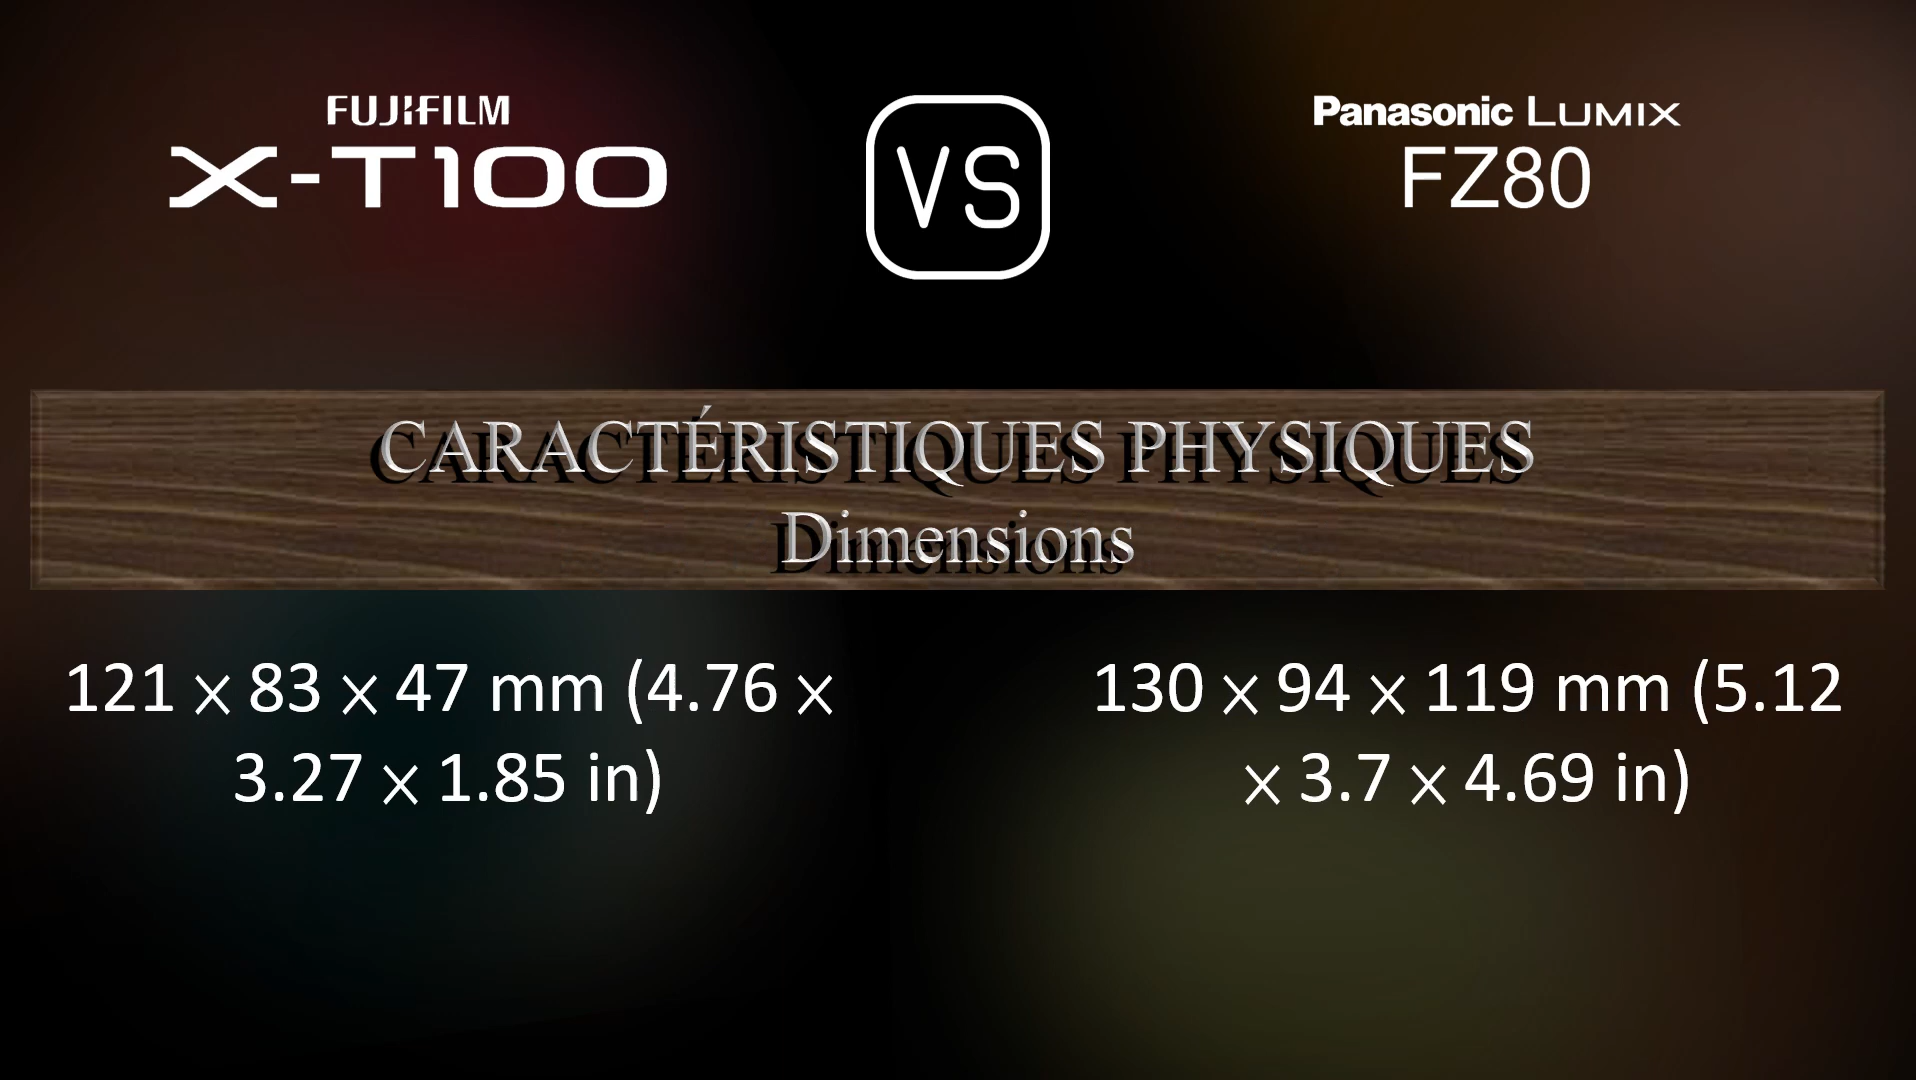 FUJIFILM
X-T100
VS
Panasonic LUMIX
FZ80
CARACTÉRISTIQUES PHYSIQUES
Dimensions
121 x 83 x 47 mm (4.76 x
3.27 x 1.85 in)
130 x 94 x 119 mm (5.12
x 3.7 x 4.69 in)